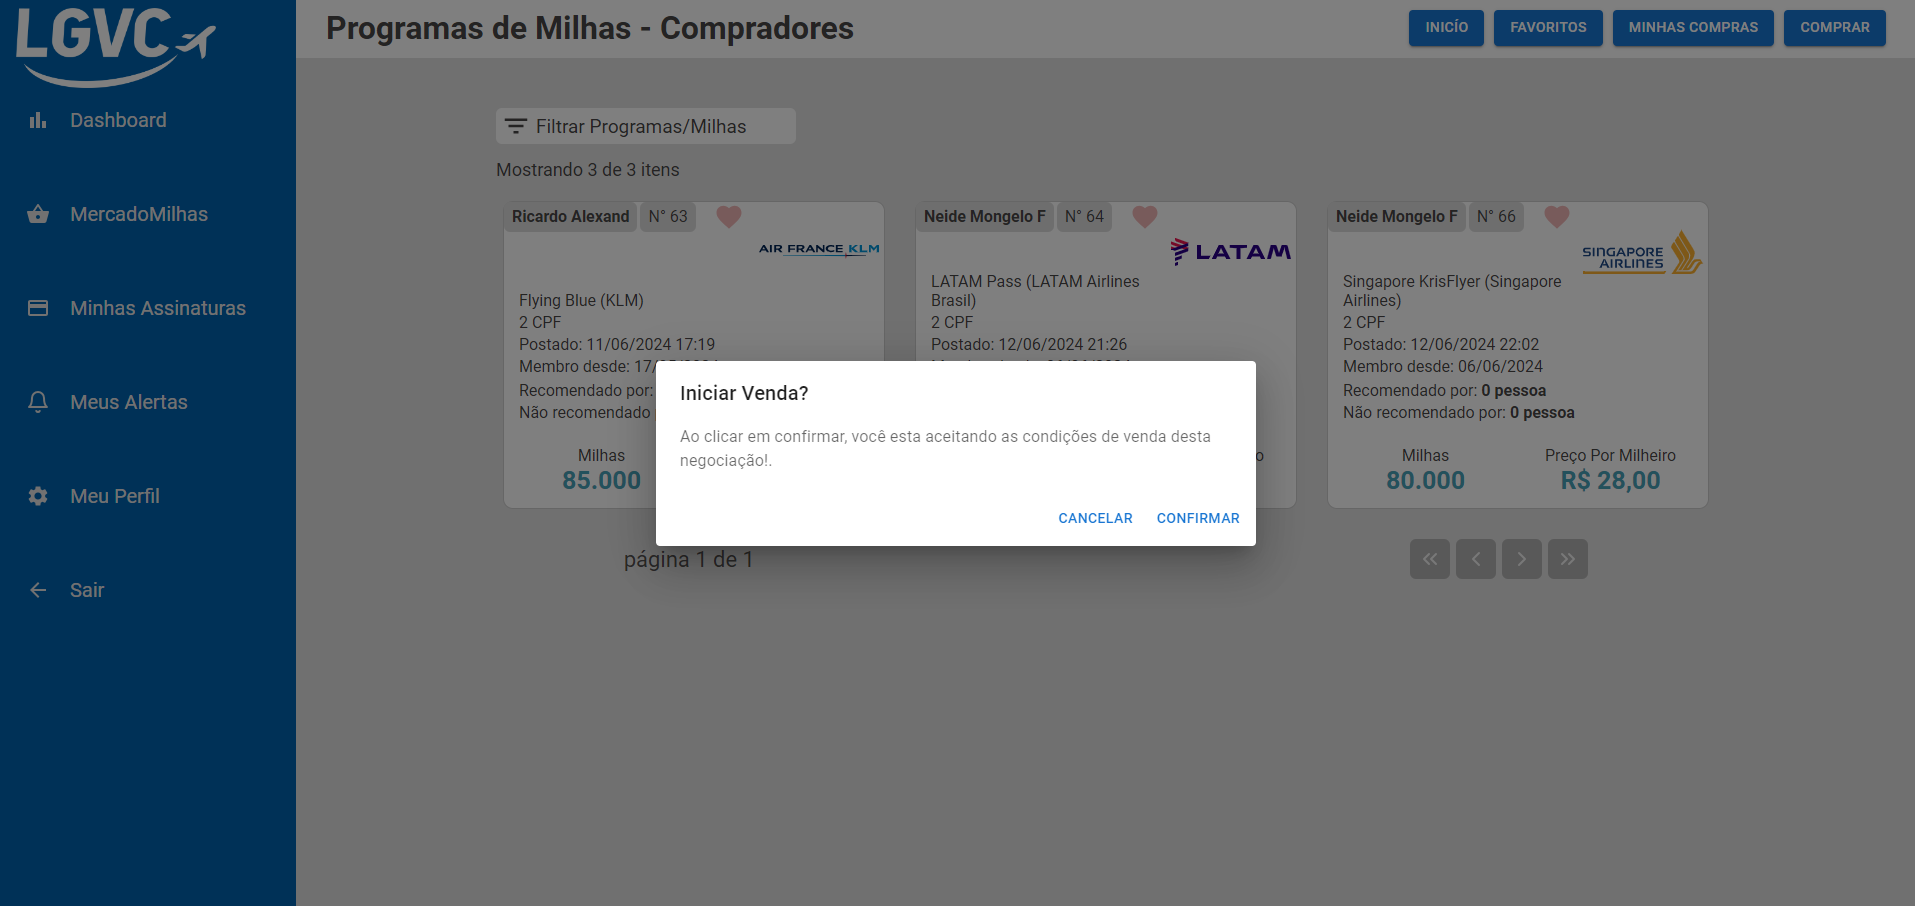 LGVC
Dashboard
MercadoMilhas
Minhas Assinaturas
Meus Alertas
Meu Perfil
Sair
Programas de Milhas - Compradores
INICÍO
FAVORITOS
MINHAS COMPRAS
COMPRAR
Filtrar Programas/Milhas
Mostrando 3 de 3 itens
Ricardo Alexand
N° 63
AIR FRANCE KLM
Flying Blue (KLM)
2 CPF
Postado: 11/06/2024 17:19
Membro desde: 17/
Recomendado por:
Não recomendado
Milhas
85.000
Neide Mongelo F
N° 64
LATAM
LATAM Pass (LATAM Airlines
Brasil)
2 CPF
Postado: 12/06/2024 21:26
Neide Mongelo F
N° 66
SINGAPORE
AIRLINES
Singapore KrisFlyer (Singapore
Airlines)
2 CPF
Postado: 12/06/2024 22:02
Membro desde: 06/06/2024
Recomendado por: 0 pessoa
Não recomendado por: 0 pessoa
Milhas
80.000
Preço Por Milheiro
R$ 28,00
Iniciar Venda?
Ao clicar em confirmar, você esta aceitando as condições de venda desta
negociação!.
CANCELAR
CONFIRMAR
página 1 de 1